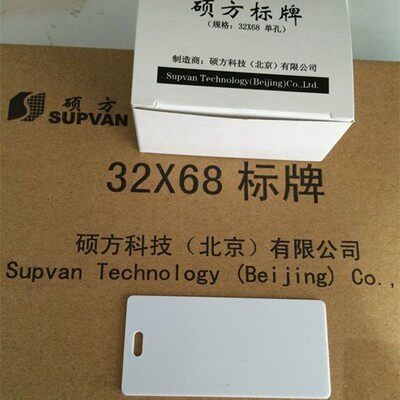 硕方标牌
(规格：32X68 单孔)
制造商：硕方科技（北京）有限公司
Supvan Technology(Beijing)Co.,Ltd.
硕方
SUPVAN
32X68 标牌
硕方科技（北京）有限公司
Supvan Technology (Beijing) Co.,